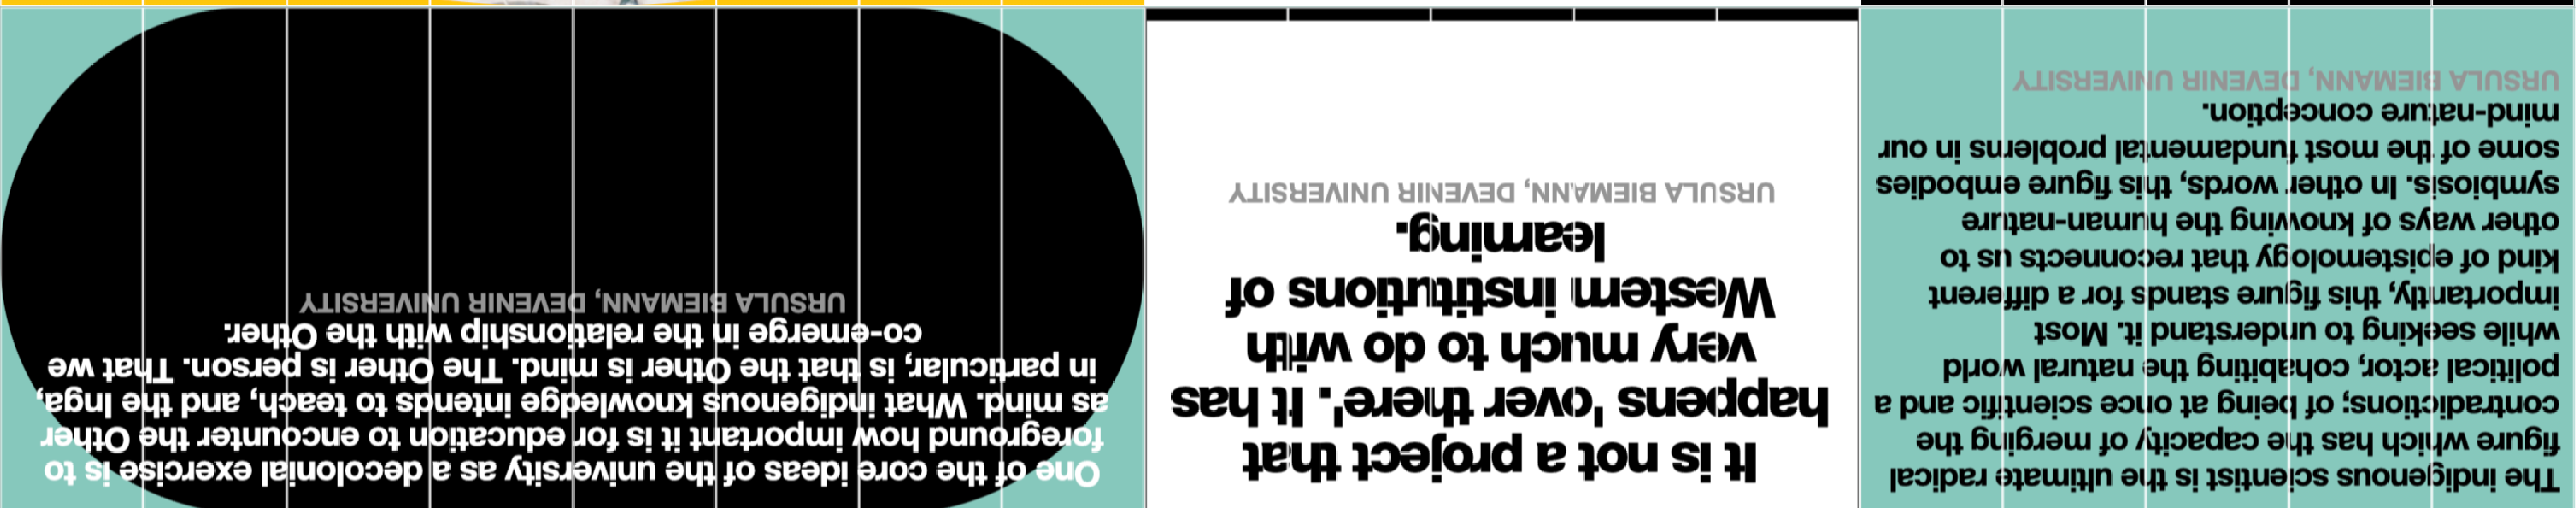 The indigenous scientist is the ultimate radical
figure which has the capacity of merging the
contradictions; of being at once scientific and a
political actor, cohabiting the natural world
while seeking to understand it. Most
importantly, this figure stands for a different
kind of epistemology that reconnects us to
other ways of knowing the human-nature
symbiosis. In other words, this figure embodies
some of the most fundamental problems in our
mind-nature conception.
URSULA BIEMANN, DEVENIR UNIVERSITY
It is not a project that
happens 'over there'. It has
very much to do with
Western institutions of
learning.
URSULA BIEMANN, DEVENIR UNIVERSITY
One of the core ideas of the university as a decolonial exercise is to
foreground how important it is for education to encounter the Other
as mind. What indigenous knowledge intends to teach, and the Inga,
in particular, is that the Other is mind. The Other is person. That we
co-emerge in the relationship with the Other.
URSULA BIEMANN, DEVENIR UNIVERSITY